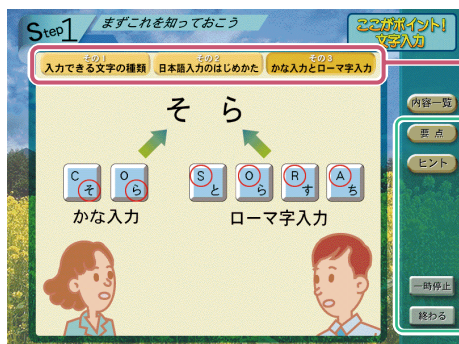 Step1 まずこれを知っておこう
ここがポイント!
文字入力
その1
入力できる文字の種類
その2
日本語入力のはじめかた
その3
かな入力とローマ字入力
内容一覧
要点
ヒント
そ ら
C そ
O ら
S と
O ら
R す
A ち
かな入力
ローマ字入力
一時停止
終わる